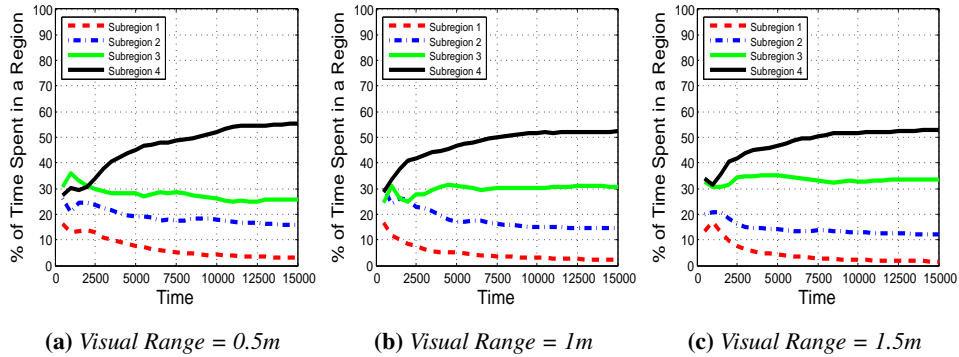 % of Time Spent in a Region
100
90
80
70
60
50
40
30
20
10
0
Subregion 1
Subregion 2
Subregion 3
Subregion 4
0 2500 5000 7500 10000 12500 15000
Time
(a) Visual Range = 0.5m
% of Time Spent in a Region
100
90
80
70
60
50
40
30
20
10
0
Subregion 1
Subregion 2
Subregion 3
Subregion 4
0 2500 5000 7500 10000 12500 15000
Time
(b) Visual Range = 1m
% of Time Spent in a Region
100
90
80
70
60
50
40
30
20
10
0
Subregion 1
Subregion 2
Subregion 3
Subregion 4
0 2500 5000 7500 10000 12500 15000
Time
(c) Visual Range = 1.5m